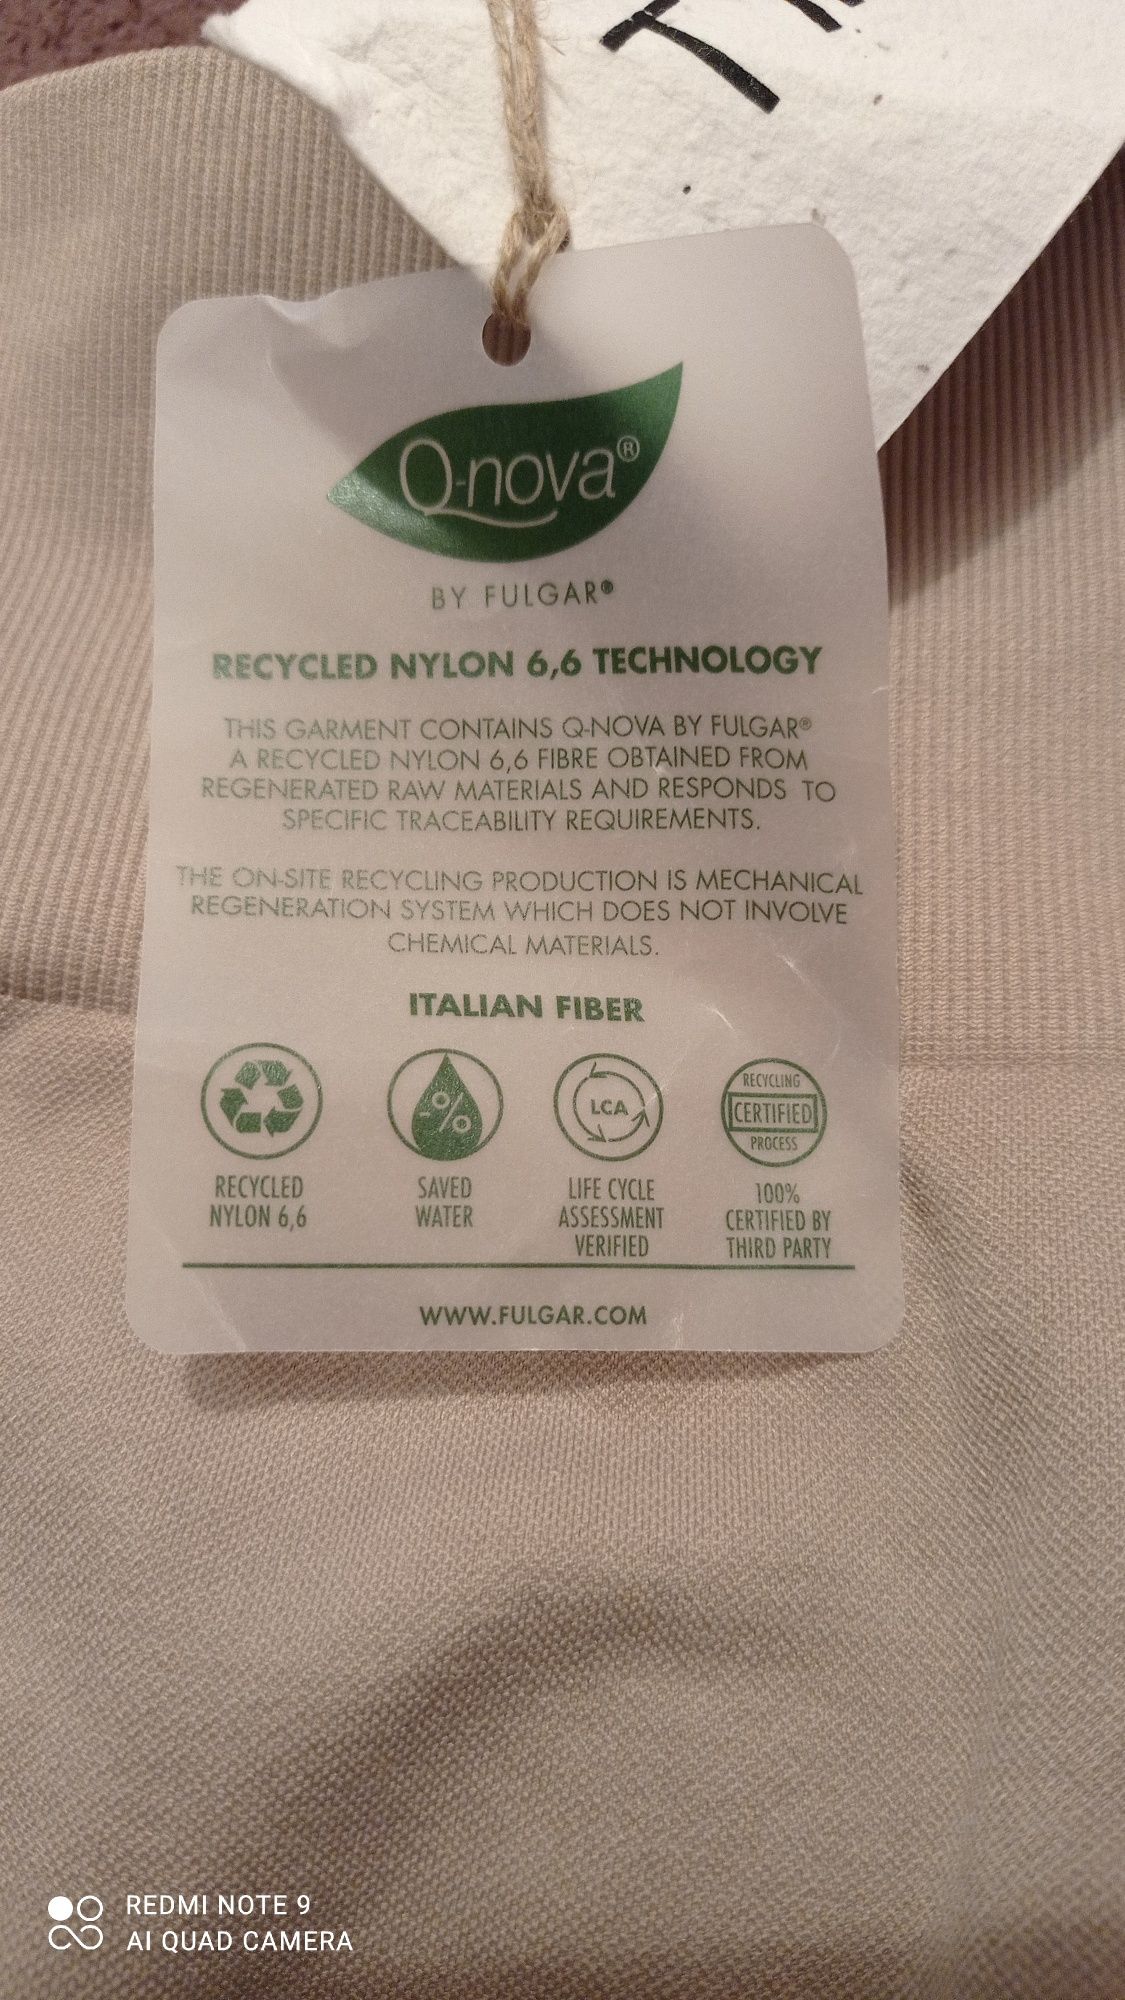 Q-nova®
BY FULGAR®
RECYCLED NYLON 6,6 TECHNOLOGY
THIS GARMENT CONTAINS Q-NOVA BY FULGAR®
A RECYCLED NYLON 6,6 FIBRE OBTAINED FROM
REGENERATED RAW MATERIALS AND RESPONDS TO
SPECIFIC TRACEABILITY REQUIREMENTS.
THE ON-SITE RECYCLING PRODUCTION IS MECHANICAL
REGENERATION SYSTEM WHICH DOES NOT INVOLVE
CHEMICAL MATERIALS.
ITALIAN FIBER
-%
LCA
RECYCLING
CERTIFIED
PROCESS
RECYCLED
NYLON 6,6
SAVED
WATER
LIFE CYCLE
ASSESSMENT
VERIFIED
100%
CERTIFIED BY
THIRD PARTY
WWW.FULGAR.COM
REDMI NOTE 9
AI QUAD CAMERA